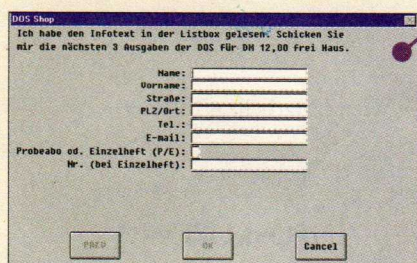 DOS Shop
Ich habe den Infotext in der Listbox gelesen. Schicken Sie
mir die nächsten 3 Ausgaben der DOS für DM 12,00 frei Haus.
Name:
Vorname:
Straße:
PLZ/Ort:
Tel.:
E-mail:
Probeabo od. Einzelheft (P/E):
Nr. (bei Einzelheft):
OK
Cancel